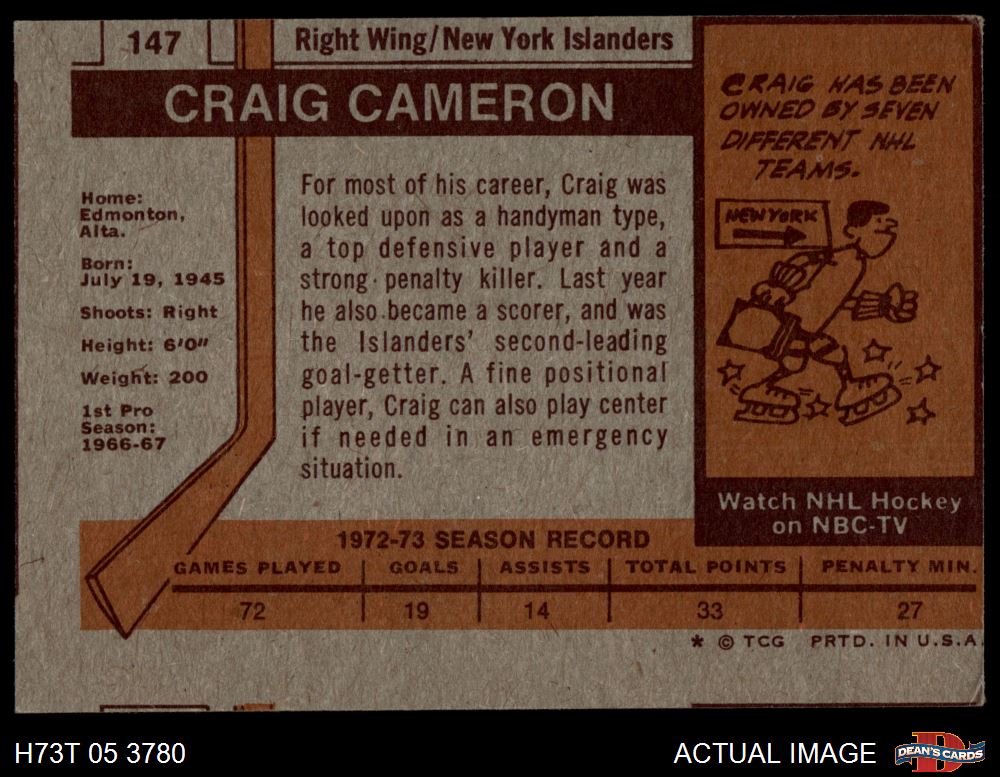 147
Right Wing/New York Islanders
CRAIG CAMERON
CRAIG HAS BEEN
OWNED BY SEVEN
DIFFERENT NHL
TEAMS.
NEW YORK
Home:
Edmonton,
Alta.
Born:
July 19, 1945
Shoots: Right
Height: 6'0"
Weight: 200
1st Pro
Season:
1966-67
For most of his career, Craig was
looked upon as a handyman type,
a top defensive player and a
strong penalty killer. Last year
he also became a scorer, and was
the Islanders' second-leading
goal-getter. A fine positional
player, Craig can also play center
if needed in an emergency
situation.
Watch NHL Hockey
on NBC-TV
1972-73 SEASON RECORD
GAMES PLAYED GOALS ASSISTS TOTAL POINTS PENALTY MIN.
72 19 14 33 27
* © TCG PRTD. IN U.S.A.
H73T 05 3780
ACTUAL IMAGE
D
DEAN'S CARDS